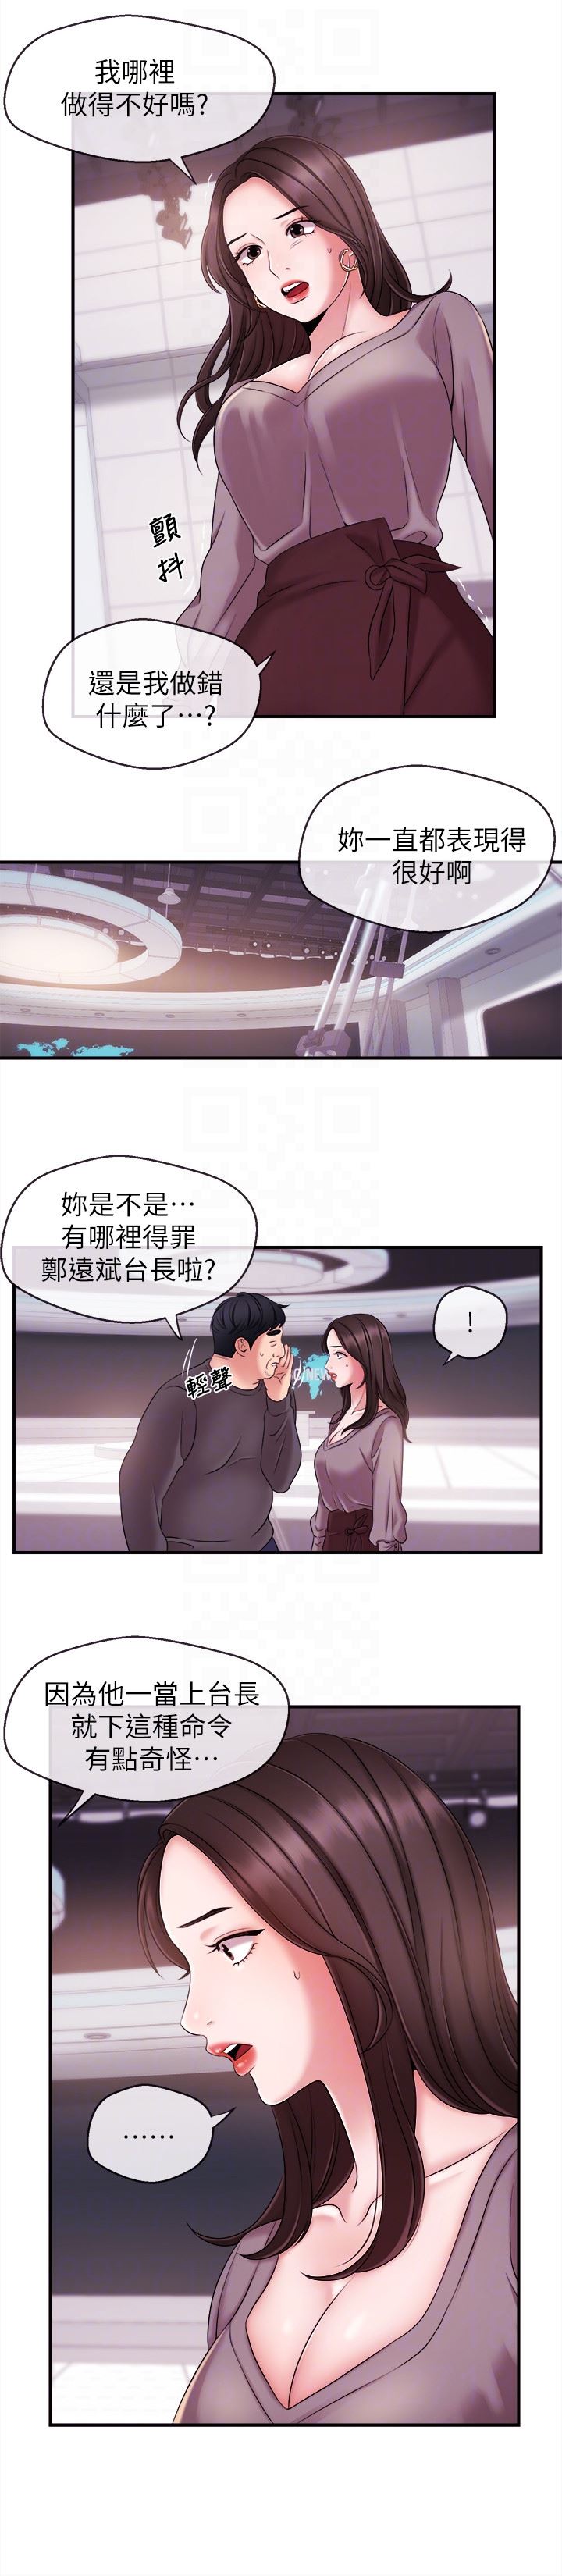 我哪裡
做得不好嗎?
顫
抖
還是我做錯
什麼了…?
妳一直都表現得
很好啊
妳是不是…
有哪裡得罪
鄭遠斌台長啦?
!
輕聲
C/NEW
因為他一當上台長
就下這種命令
有點奇怪…
……